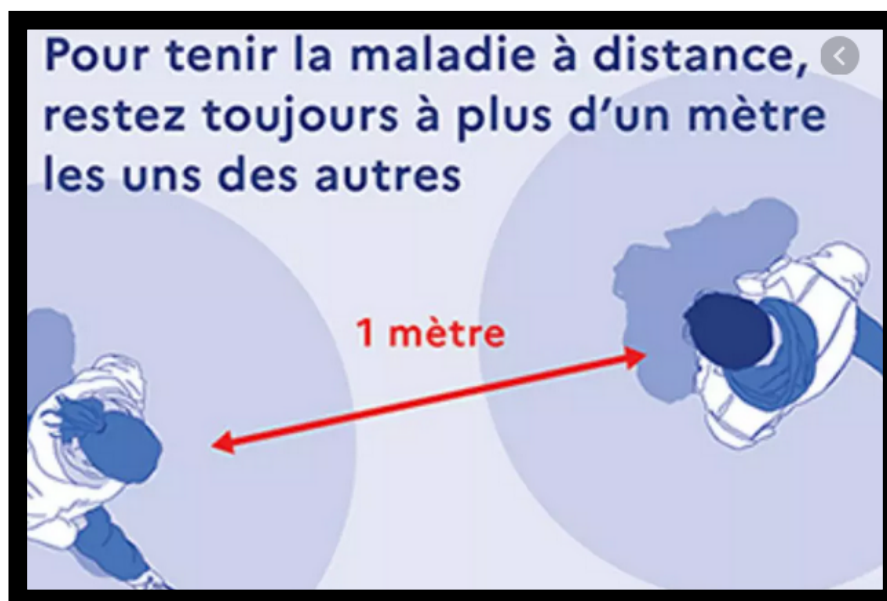 Pour tenir la maladie à distance,
restez toujours à plus d'un mètre
les uns des autres
1 mètre